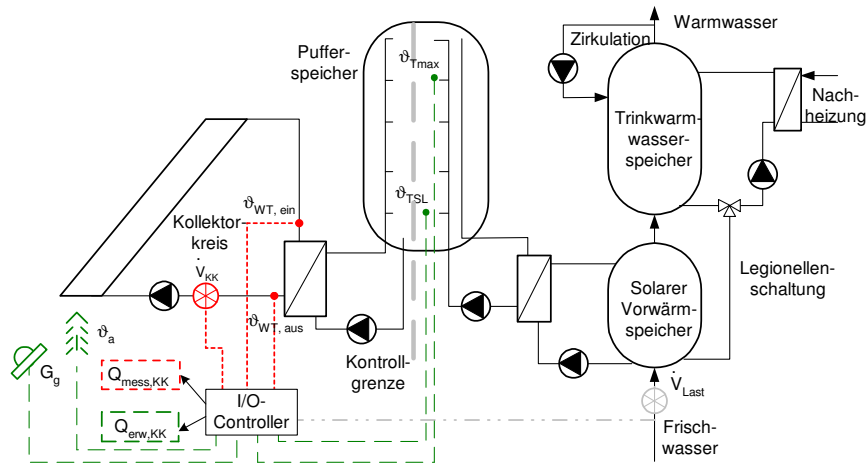 Warmwasser
Zirkulation
Puffer-
speicher
ϑTmax
Nach-
heizung
Trinkwarm-
wasser-
speicher
ϑTSL
ϑWT, ein
Kollektor-
kreis
V̇KK
Legionellen-
schaltung
Solarer
Vorwärm-
speicher
ϑWT, aus
ϑa
Kontroll-
grenze
Gg
Qmess,KK
V̇Last
I/O-
Controller
Qerw,KK
Frisch-
wasser